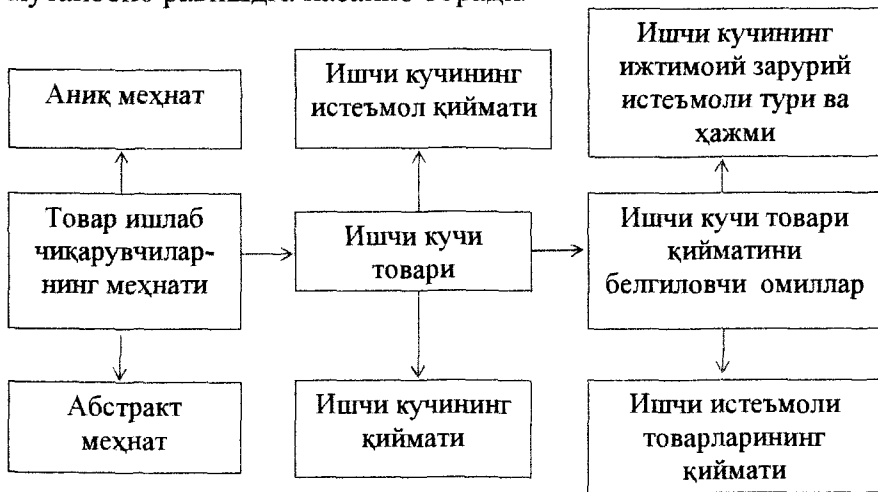 Аниқ меҳнат
Ишчи кучининг
истеъмол қиймати
Ишчи кучининг
ижтимоий зарурий
истеъмоли тури ва
ҳажми
Товар ишлаб
чиқарувчилар-
нинг меҳнати
Ишчи кучи
товари
Ишчи кучи товари
қийматини
белгиловчи омиллар
Абстракт
меҳнат
Ишчи кучининг
қиймати
Ишчи истеъмоли
товарларининг
қиймати